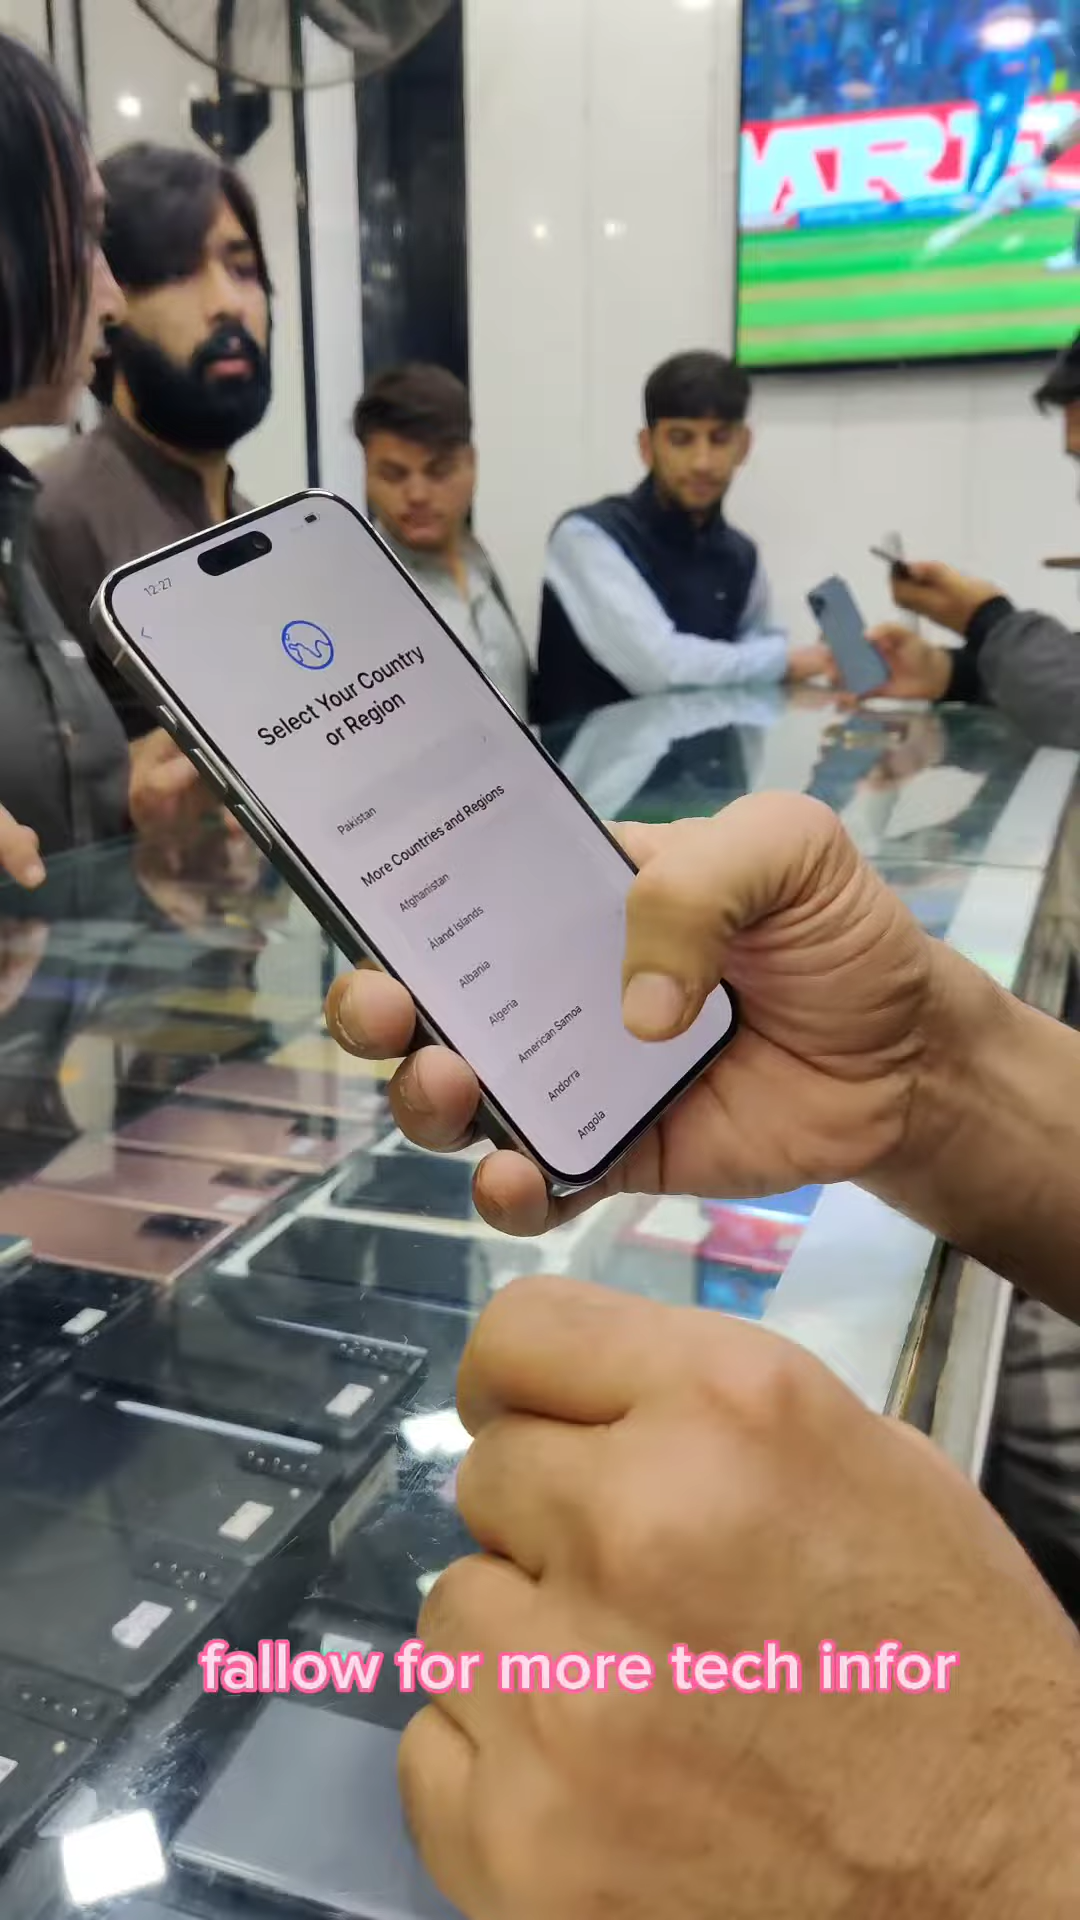 12:27
Select Your Country
or Region
Pakistan
More Countries and Regions
Afghanistan
Åland Islands
Albania
Algeria
American Samoa
Andorra
Angola
fallow for more tech infor